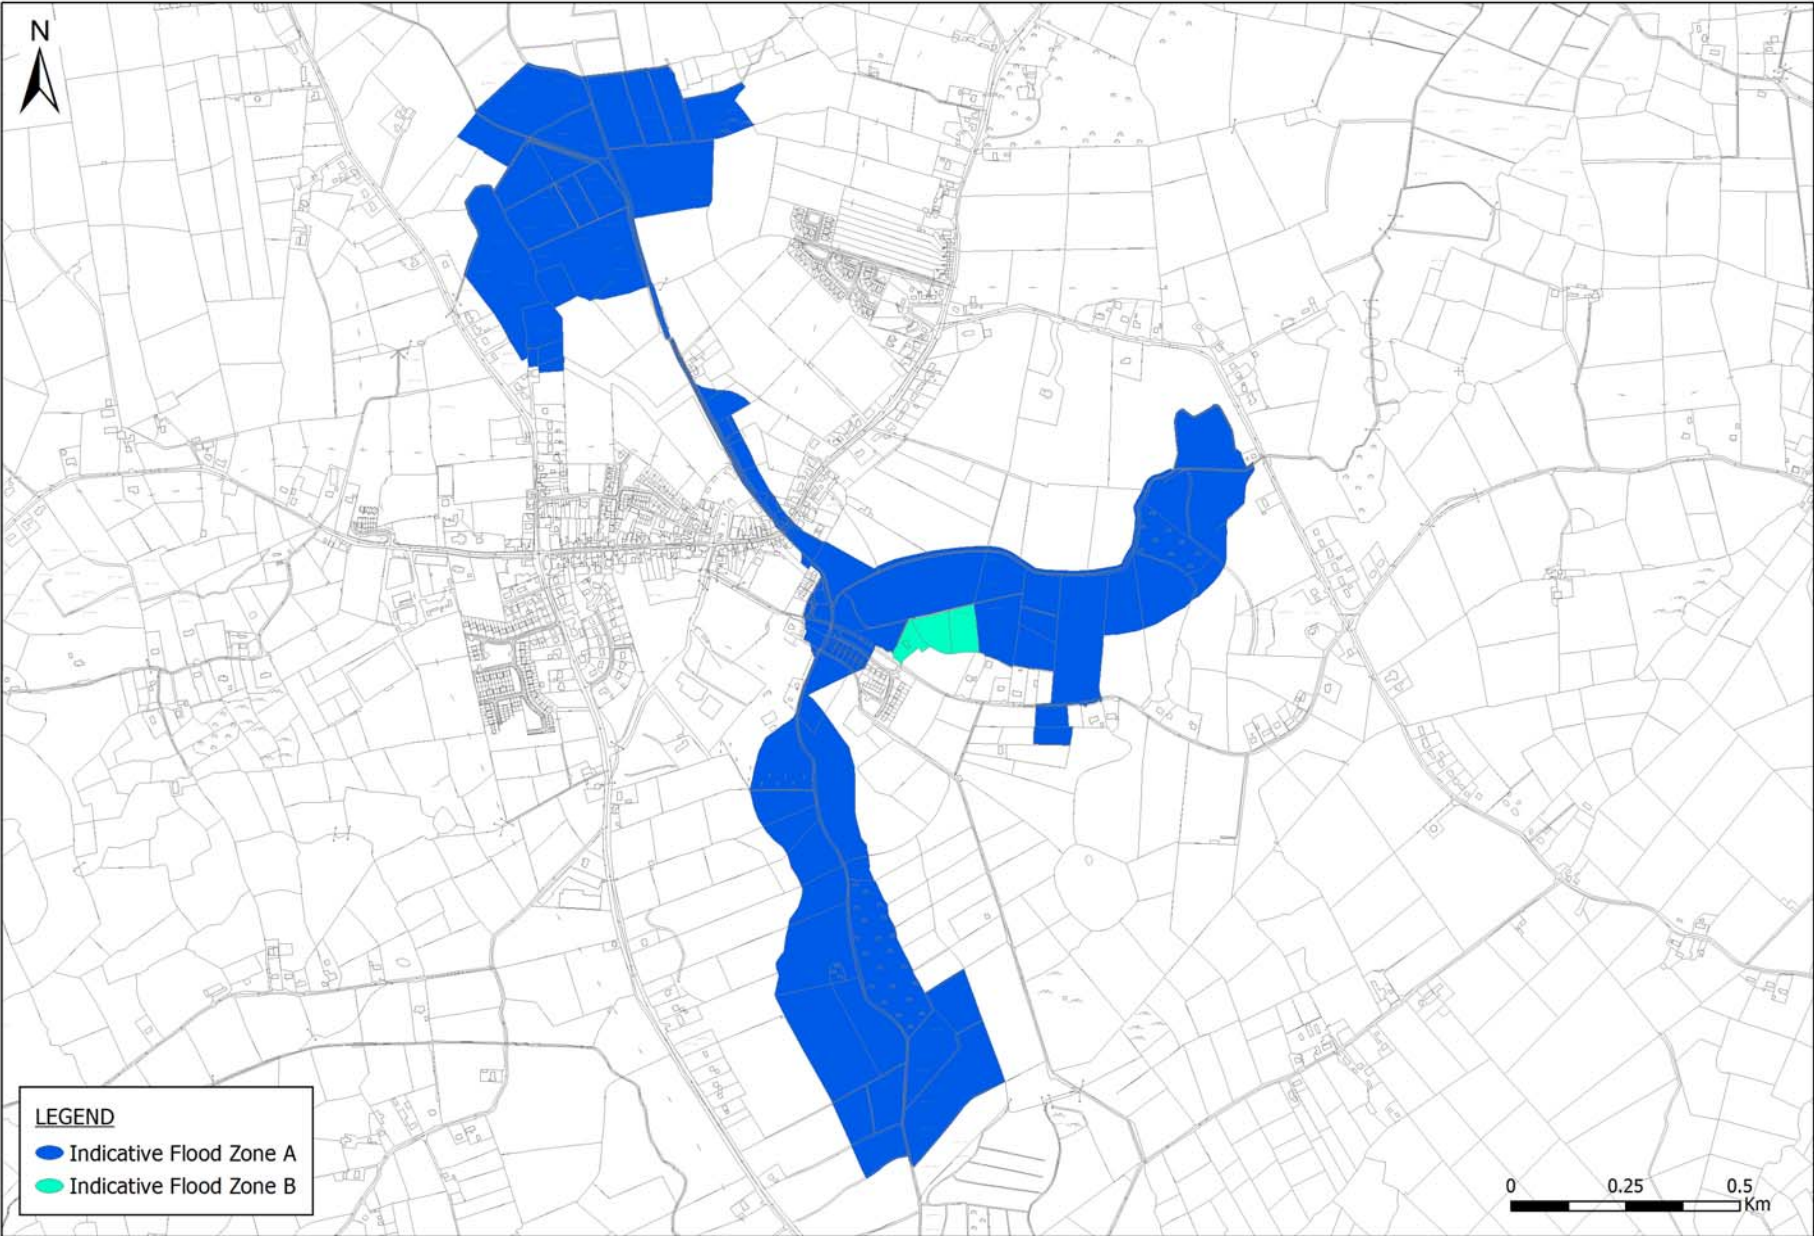 N
LEGEND
Indicative Flood Zone A
Indicative Flood Zone B
0 0.25 0.5
Km